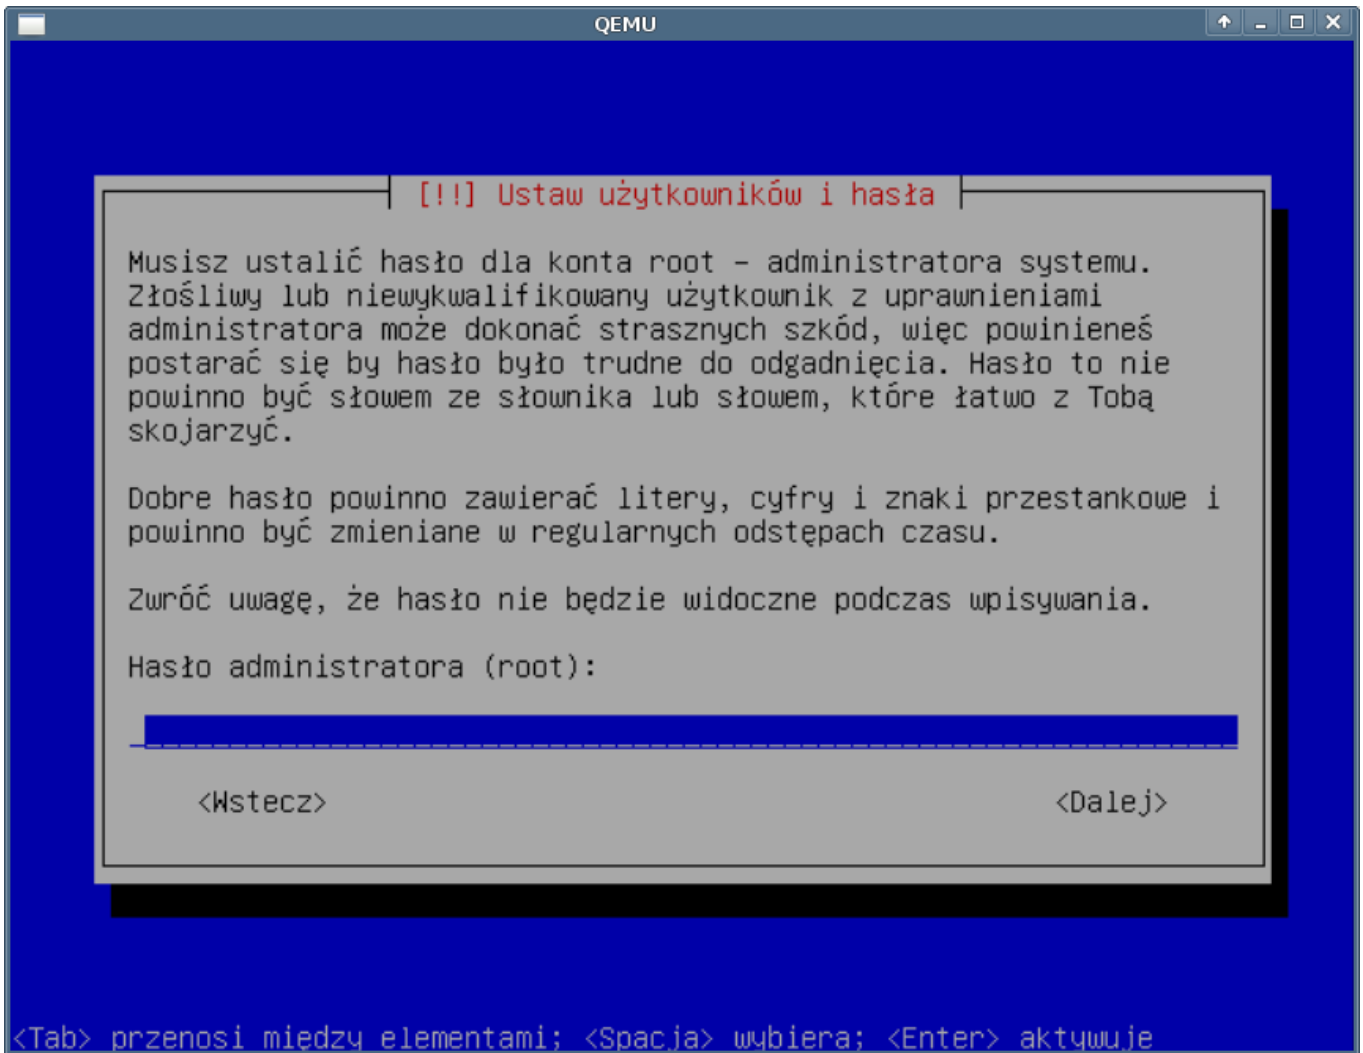 QEMU
[!!] Ustaw użytkowników i hasła
Musisz ustalić hasło dla konta root – administratora systemu.
Złośliwy lub niewykwalifikowany użytkownik z uprawnieniami
administratora może dokonać strasznych szkód, więc powinieneś
postarać się by hasło było trudne do odgadnięcia. Hasło to nie
powinno być słowem ze słownika lub słowem, które łatwo z Tobą
skojarzyć.
Dobre hasło powinno zawierać litery, cyfry i znaki przestankowe i
powinno być zmieniane w regularnych odstępach czasu.
Zwróć uwagę, że hasło nie będzie widoczne podczas wpisywania.
Hasło administratora (root):
<Wstecz> <Dalej>
<Tab> przenosi między elementami; <Spacja> wybiera; <Enter> aktywuje